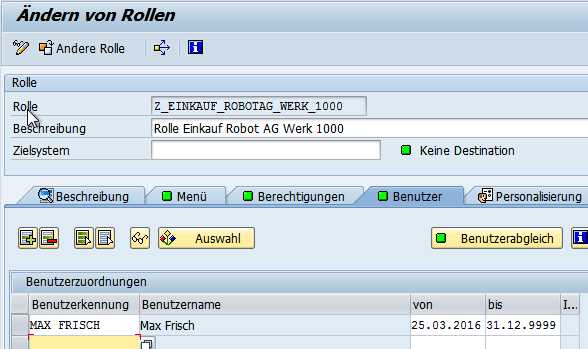 Ändern von Rollen
Andere Rolle
Rolle
Rolle Z_EINKAUF_ROBOTAG_WERK_1000
Beschreibung Rolle Einkauf Robot AG Werk 1000
Zielsystem Keine Destination
Beschreibung Menü Berechtigungen Benutzer Personalisierung
Auswahl Benutzerabgleich
Benutzerzuordnungen
Benutzerkennung Benutzername von bis I...
MAX FRISCH Max Frisch 25.03.2016 31.12.9999